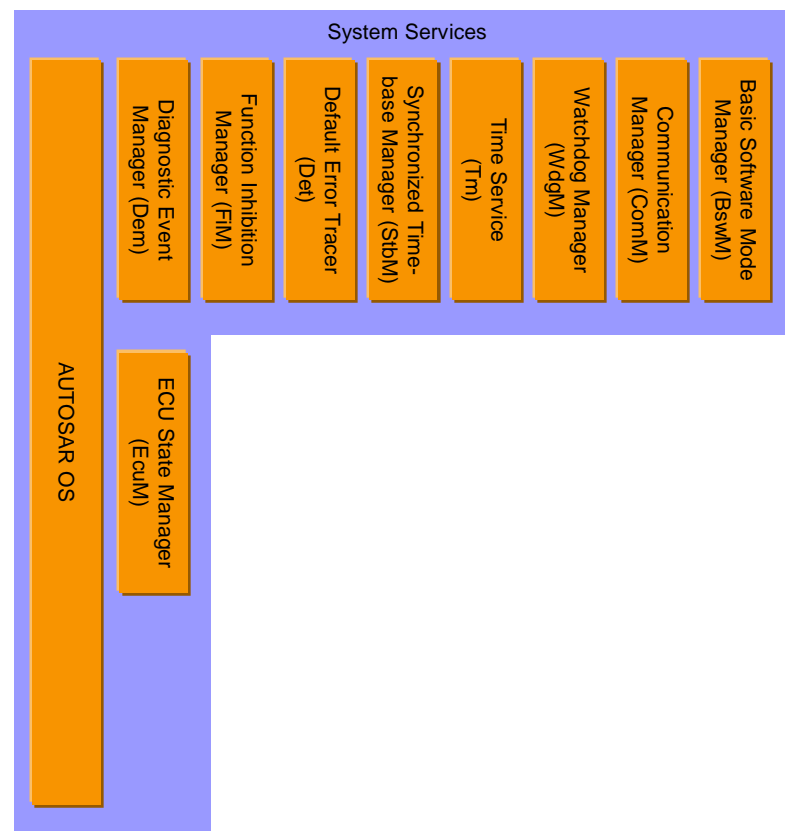 System Services
AUTOSAR OS
Diagnostic Event
Manager (Dem)
Function Inhibition
Manager (FiM)
Default Error Tracer
(Det)
Synchronized Time-
base Manager (StbM)
Time Service
(Tm)
Watchdog Manager
(WdgM)
Communication
Manager (ComM)
Basic Software Mode
Manager (BswM)
ECU State Manager
(EcuM)